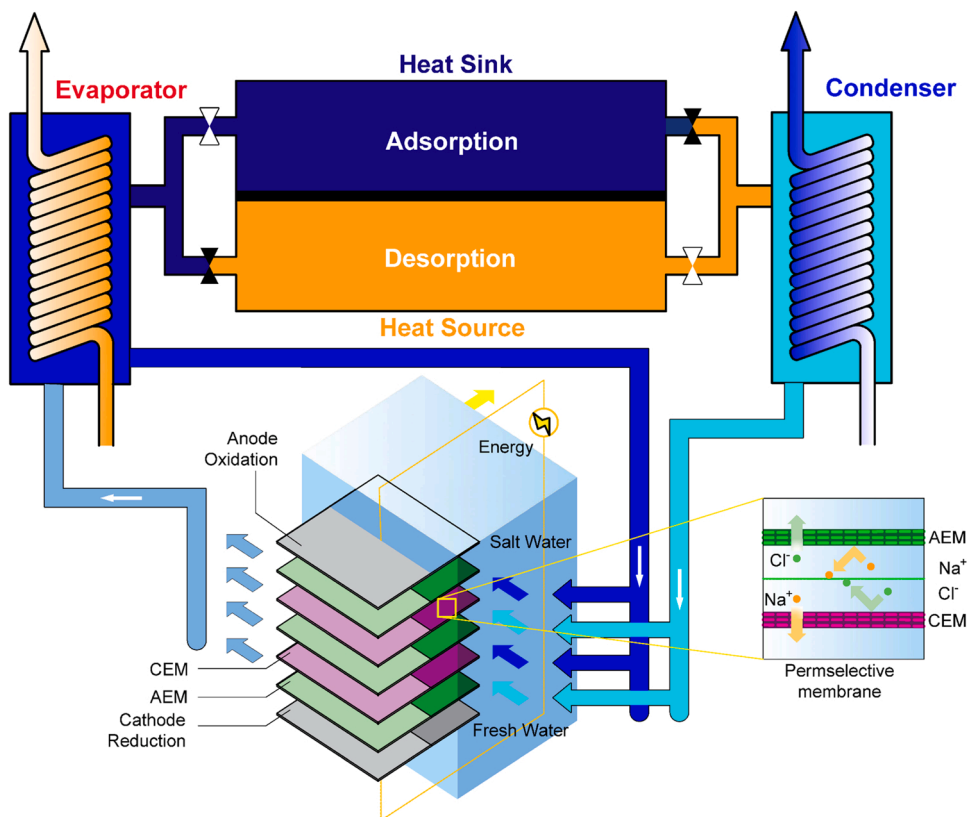 Heat Sink
Evaporator
Condenser
Adsorption
Desorption
Heat Source
Anode
Oxidation
Energy
Salt Water
CEM
AEM
Cathode
Reduction
Fresh Water
AEM
Cl⁻
Na⁺
Na⁺
Cl⁻
CEM
Permselective
membrane